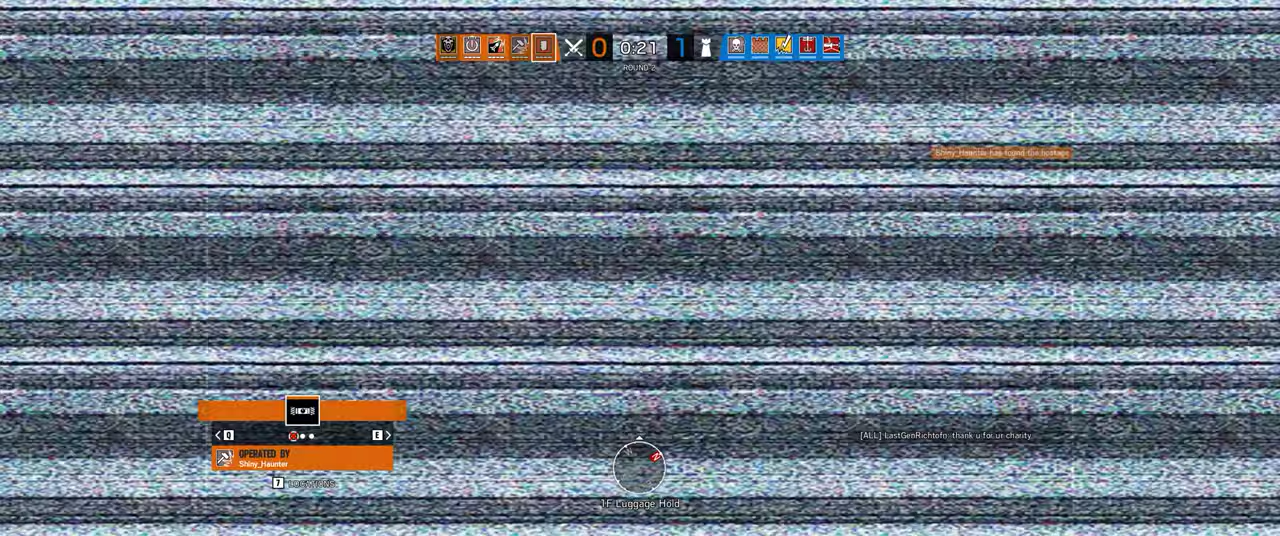 0 0:21 1
ROUND 2
Shiny_Haunter has found the hostage
Q E
OPERATED BY
Shiny_Haunter
7 LOCATIONS
[ALL] LastGenRichtofn: thank u for ur charity
N
1F Luggage Hold